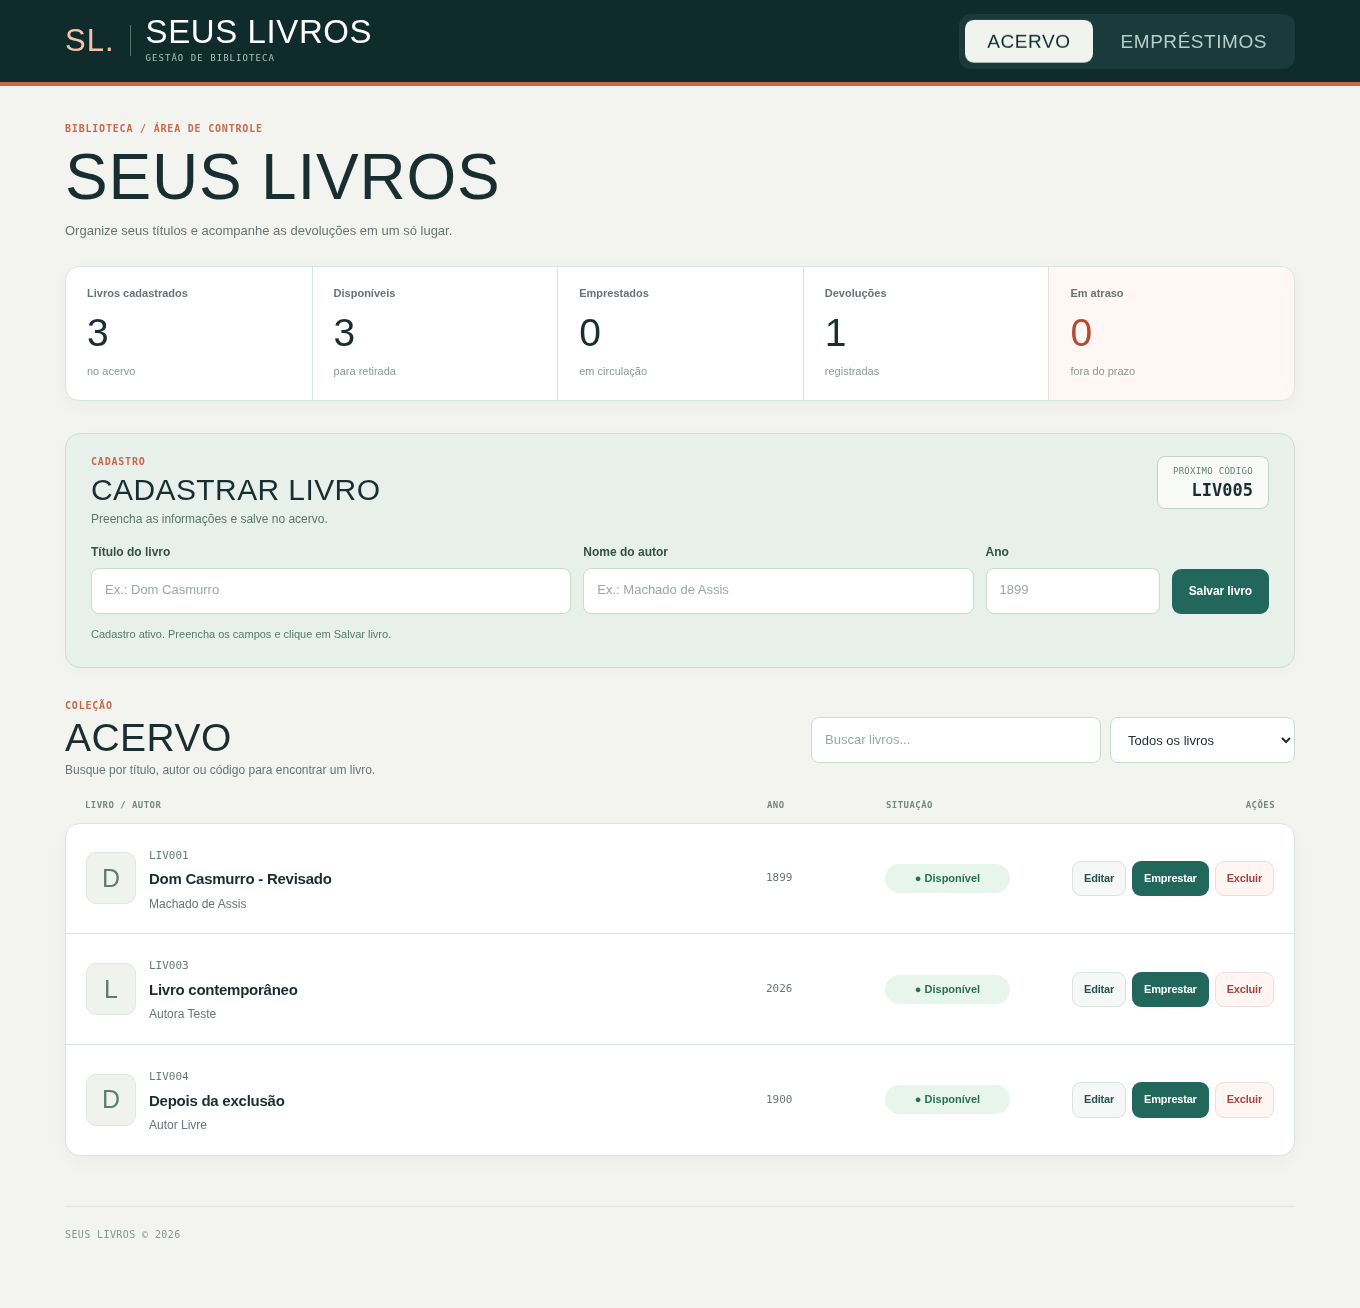 SL.
SEUS LIVROS
GESTÃO DE BIBLIOTECA
ACERVO
EMPRÉSTIMOS
BIBLIOTECA / ÁREA DE CONTROLE
SEUS LIVROS
Organize seus títulos e acompanhe as devoluções em um só lugar.
Livros cadastrados
3
no acervo
Disponíveis
3
para retirada
Emprestados
0
em circulação
Devoluções
1
registradas
Em atraso
0
fora do prazo
CADASTRO
CADASTRAR LIVRO
Preencha as informações e salve no acervo.
PRÓXIMO CÓDIGO
LIV005
Título do livro
Ex.: Dom Casmurro
Nome do autor
Ex.: Machado de Assis
Ano
1899
Salvar livro
Cadastro ativo. Preencha os campos e clique em Salvar livro.
COLEÇÃO
ACERVO
Busque por título, autor ou código para encontrar um livro.
Buscar livros...
Todos os livros
LIVRO / AUTOR ANO SITUAÇÃO AÇÕES
D
LIV001
Dom Casmurro - Revisado
Machado de Assis
1899
● Disponível
Editar Emprestar Excluir
L
LIV003
Livro contemporâneo
Autora Teste
2026
● Disponível
Editar Emprestar Excluir
D
LIV004
Depois da exclusão
Autor Livre
1900
● Disponível
Editar Emprestar Excluir
SEUS LIVROS © 2026